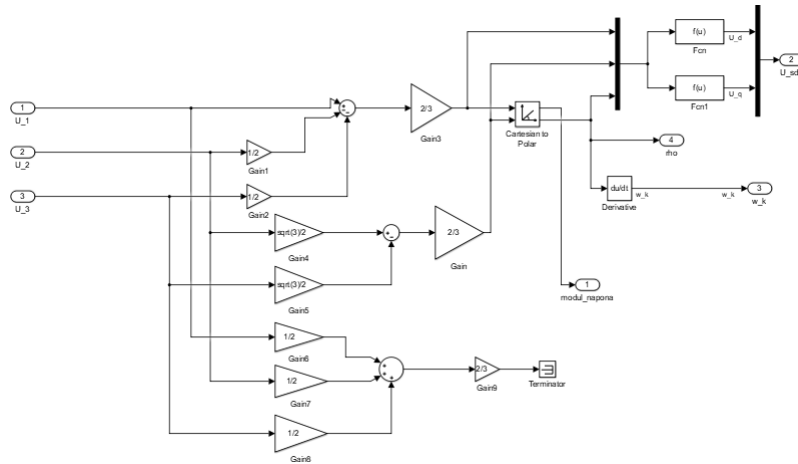 f(u)
U_d
Fcn
2
U_sd
1
U_1
2/3
Gain3
f(u)
U_q
Fcn1
Cartesian to
Polar
4
rho
2
U_2
1/2
Gain1
3
U_3
1/2
Gain2
du/dt
Derivative
w_k
w_k
3
w_k
sqrt(3)/2
Gain4
2/3
Gain
sqrt(3)/2
Gain5
1
modul_napona
1/2
Gain6
1/2
Gain7
2/3
Gain9
Terminator
1/2
Gain8